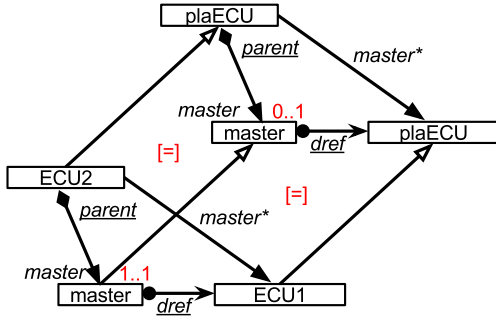 plaECU
parent
master*
master 0..1
master
plaECU
dref
[=]
ECU2
[=]
parent
master*
master 1..1
master
ECU1
dref